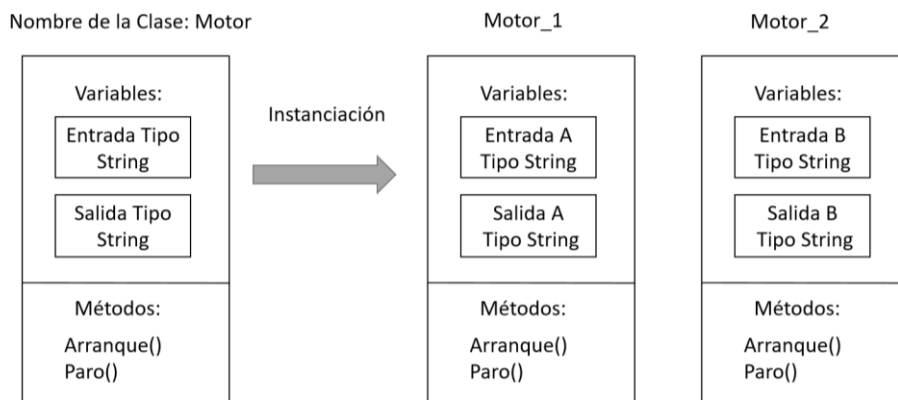 Nombre de la Clase: Motor
Variables:
Entrada Tipo
String
Salida Tipo
String
Métodos:
Arranque()
Paro()
Instanciación
Motor_1
Variables:
Entrada A
Tipo String
Salida A
Tipo String
Métodos:
Arranque()
Paro()
Motor_2
Variables:
Entrada B
Tipo String
Salida B
Tipo String
Métodos:
Arranque()
Paro()